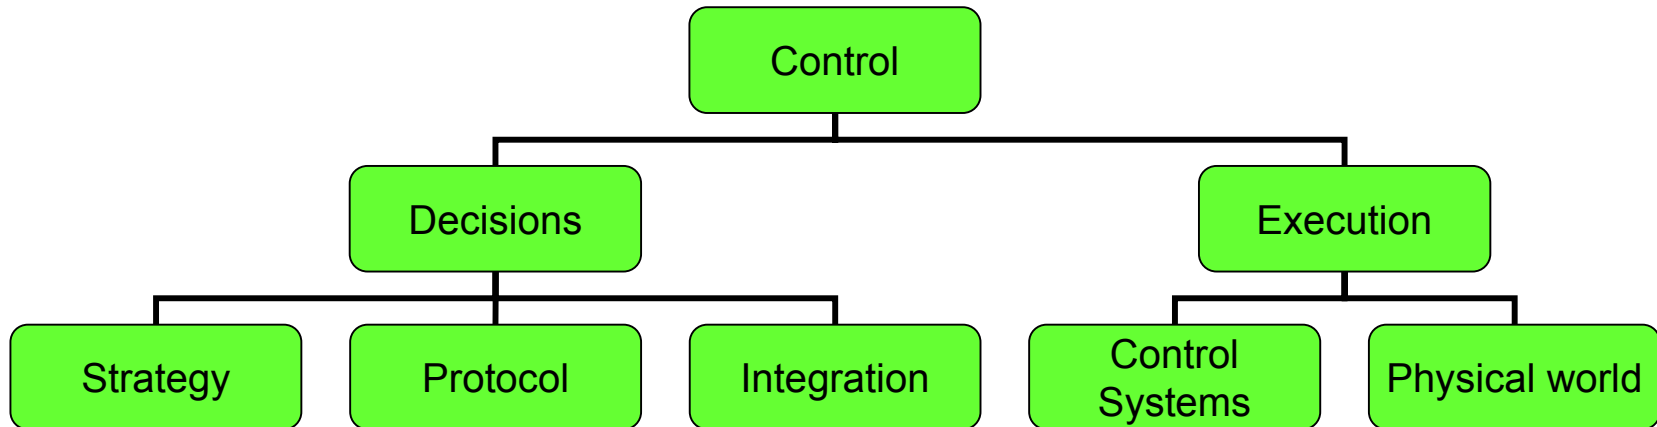 Control
Decisions
Execution
Strategy
Protocol
Integration
Control
Systems
Physical world